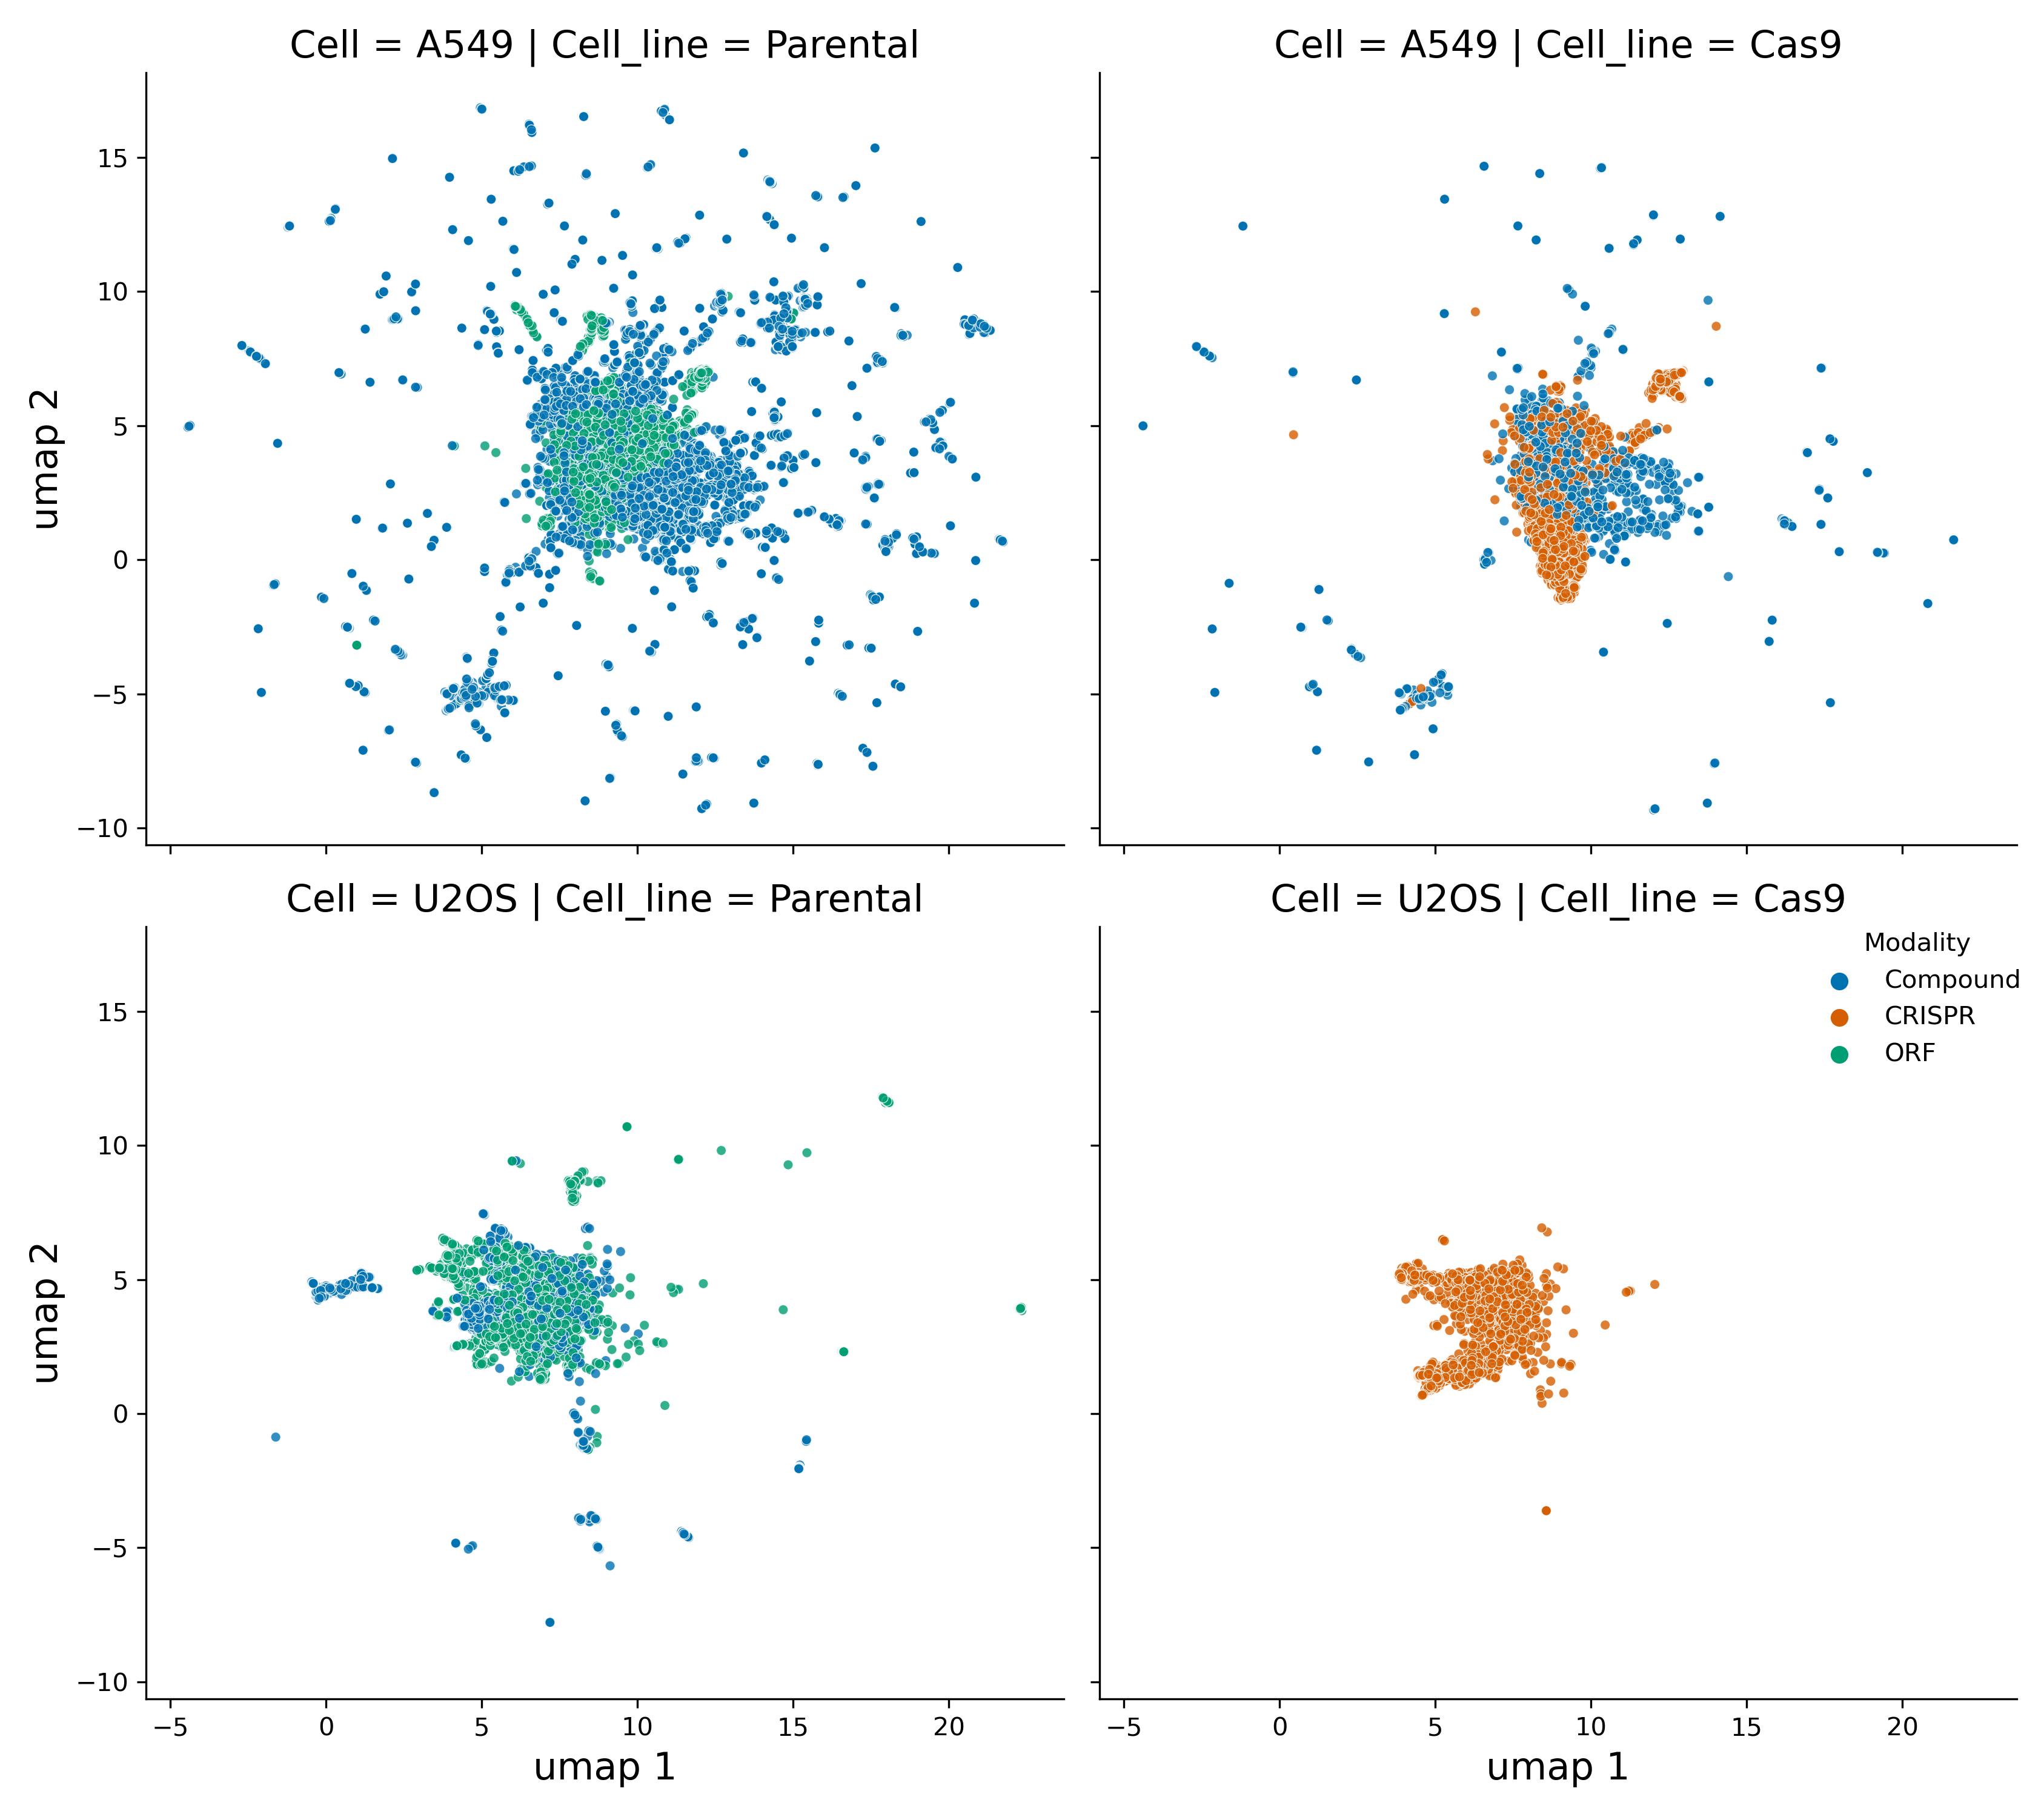 Cell = A549 | Cell_line = Parental
Cell = A549 | Cell_line = Cas9
umap 2
15
10
5
0
−5
−10
Cell = U2OS | Cell_line = Parental
Cell = U2OS | Cell_line = Cas9
Modality
Compound
CRISPR
ORF
umap 2
15
10
5
0
−5
−10
−5 0 5 10 15 20
−5 0 5 10 15 20
umap 1
umap 1